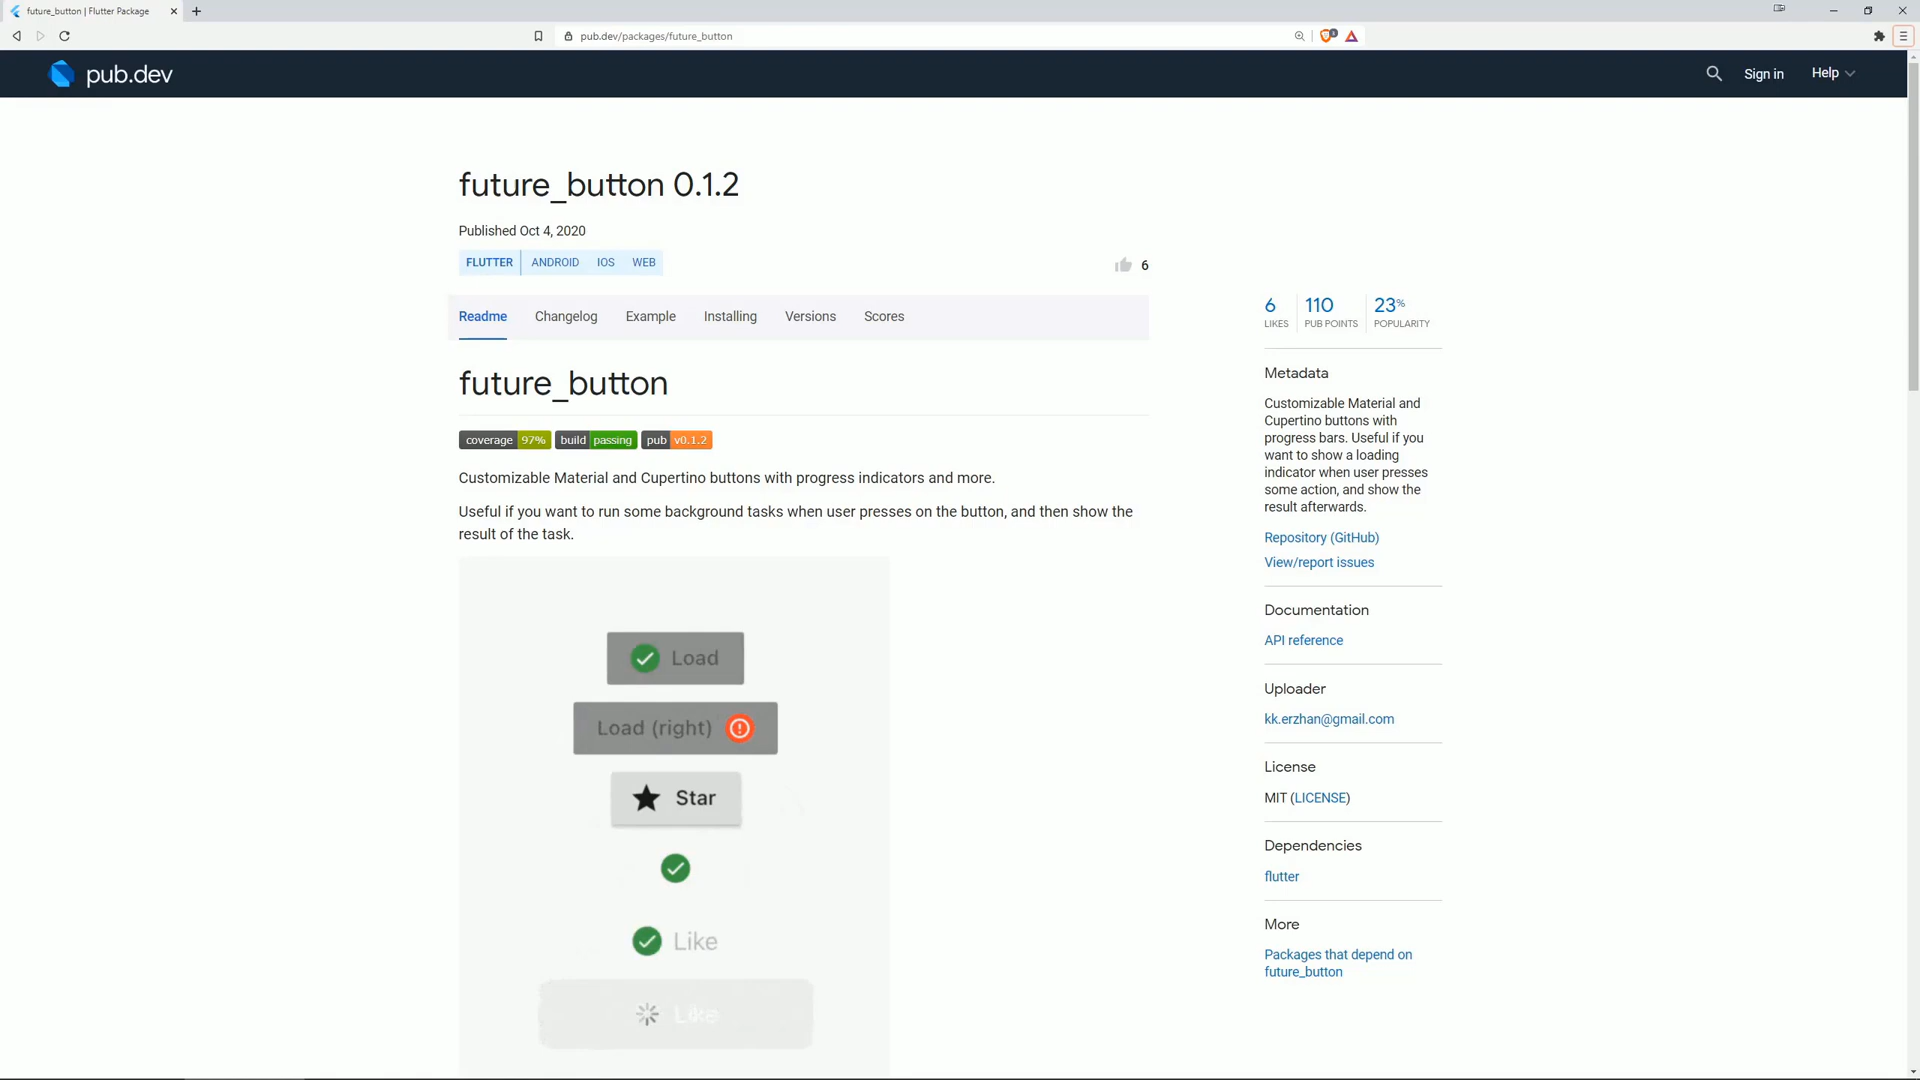 future_button | Flutter Package
pub.dev/packages/future_button
pub.dev
Sign in
Help
future_button 0.1.2
Published Oct 4, 2020
FLUTTER ANDROID IOS WEB
6
Readme Changelog Example Installing Versions Scores
future_button
coverage 97% build passing pub v0.1.2
Customizable Material and Cupertino buttons with progress indicators and more.
Useful if you want to run some background tasks when user presses on the button, and then show the
result of the task.
Load
Load (right)
Star
Like
Like
6 110 23%
LIKES PUB POINTS POPULARITY
Metadata
Customizable Material and
Cupertino buttons with
progress bars. Useful if you
want to show a loading
indicator when user presses
some action, and show the
result afterwards.
Repository (GitHub)
View/report issues
Documentation
API reference
Uploader
kk.erzhan@gmail.com
License
MIT (LICENSE)
Dependencies
flutter
More
Packages that depend on
future_button